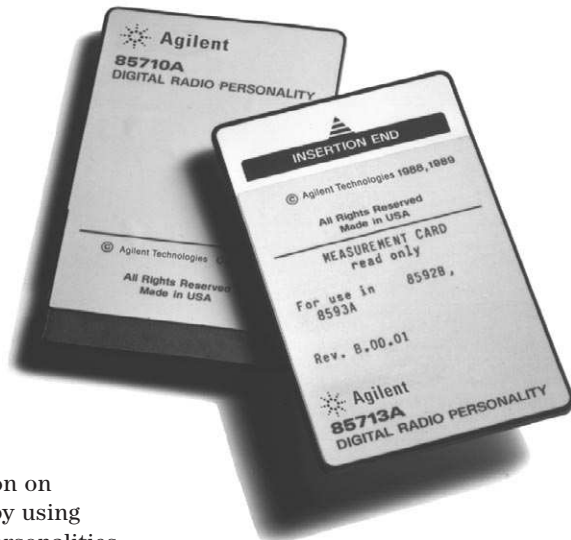 Agilent
85710A
DIGITAL RADIO PERSONALITY
© Agilent Technologies
All Rights Reserved
Made in USA
INSERTION END
© Agilent Technologies 1988,1989
All Rights Reserved
Made in USA
MEASUREMENT CARD
read only
For use in 8592B,
8593A
Rev. 8.00.01
Agilent
85713A
DIGITAL RADIO PERSONALITY
on on
by using